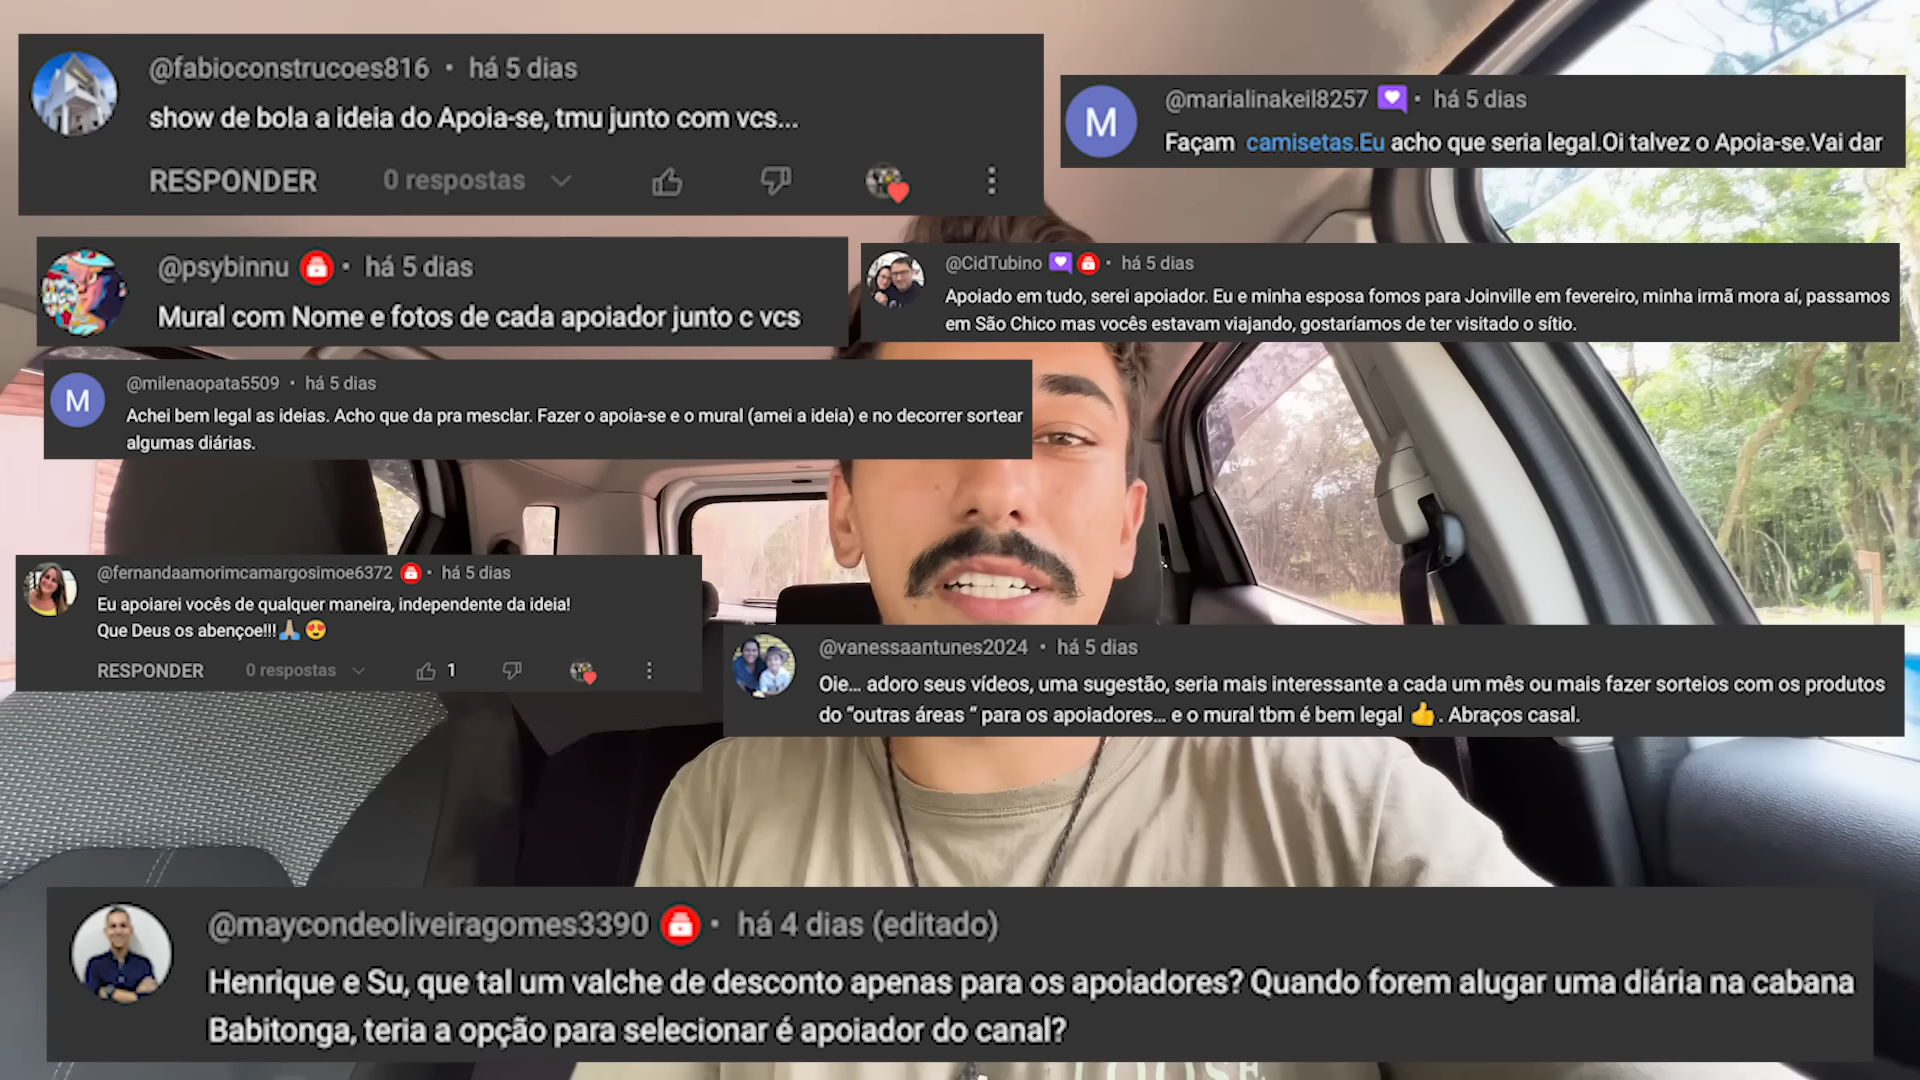 @fabioconstrucoes816 • há 5 dias
show de bola a ideia do Apoia-se, tmu junto com vcs...
RESPONDER 0 respostas
@marialinakeil8257 • há 5 dias
Façam camisetas.Eu acho que seria legal.Oi talvez o Apoia-se.Vai dar
@psybinnu • há 5 dias
Mural com Nome e fotos de cada apoiador junto c vcs
@CidTubino • há 5 dias
Apoiado em tudo, serei apoiador. Eu e minha esposa fomos para Joinville em fevereiro, minha irmã mora aí, passamos
em São Chico mas vocês estavam viajando, gostaríamos de ter visitado o sítio.
M
M
@milenaopata5509 • há 5 dias
Achei bem legal as ideias. Acho que da pra mesclar. Fazer o apoia-se e o mural (amei a ideia) e no decorrer sortear
algumas diárias.
@fernandaamorimcamargosimoe6372 • há 5 dias
Eu apoiarei vocês de qualquer maneira, independente da ideia!
Que Deus os abençoe!!!🙏🏼😍
RESPONDER 0 respostas 1
@vanessaantunes2024 • há 5 dias
Oie... adoro seus vídeos, uma sugestão, seria mais interessante a cada um mês ou mais fazer sorteios com os produtos
do “outras áreas “ para os apoiadores... e o mural tbm é bem legal 👍. Abraços casal.
@maycondeoliveiragomes3390 • há 4 dias (editado)
Henrique e Su, que tal um valche de desconto apenas para os apoiadores? Quando forem alugar uma diária na cabana
Babitonga, teria a opção para selecionar é apoiador do canal?